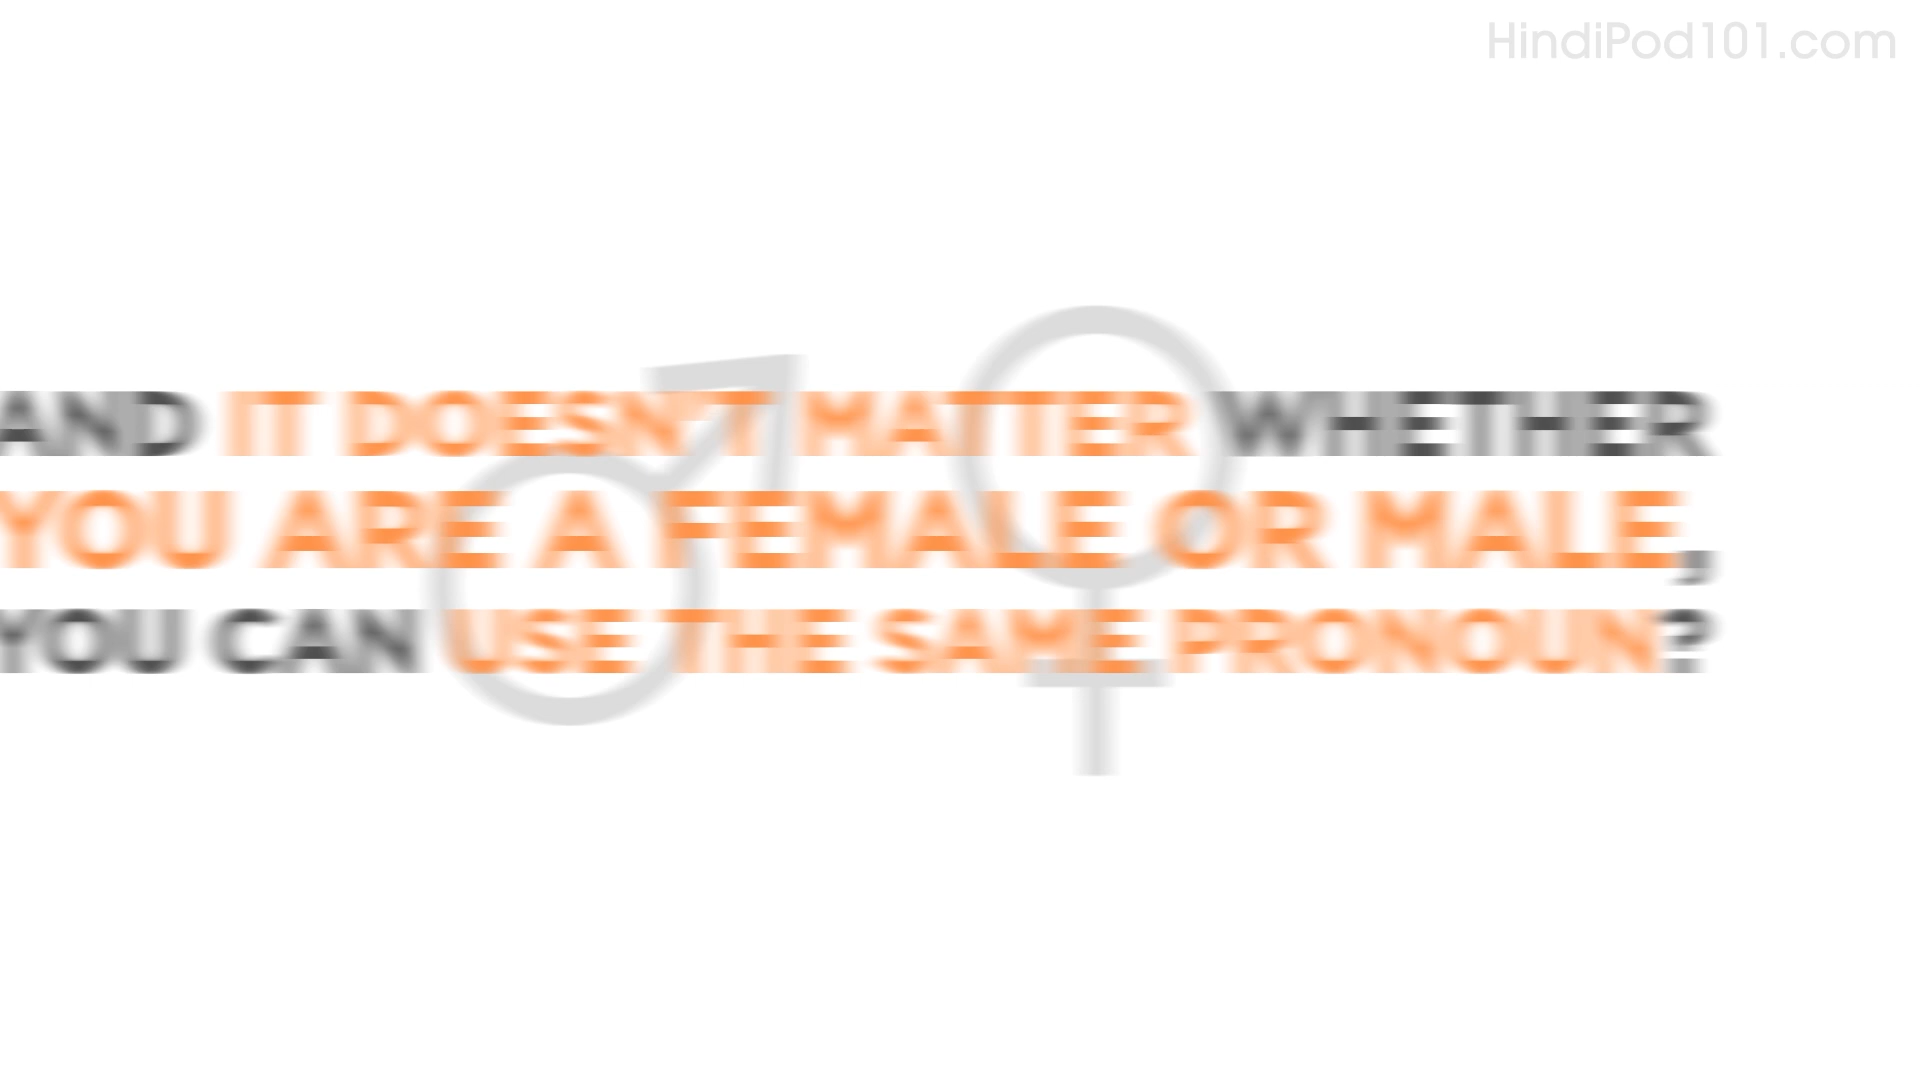 HindiPod101.com
AND IT DOESN'T MATTER WHETHER
YOU ARE A FEMALE OR MALE,
YOU CAN USE THE SAME PRONOUN?